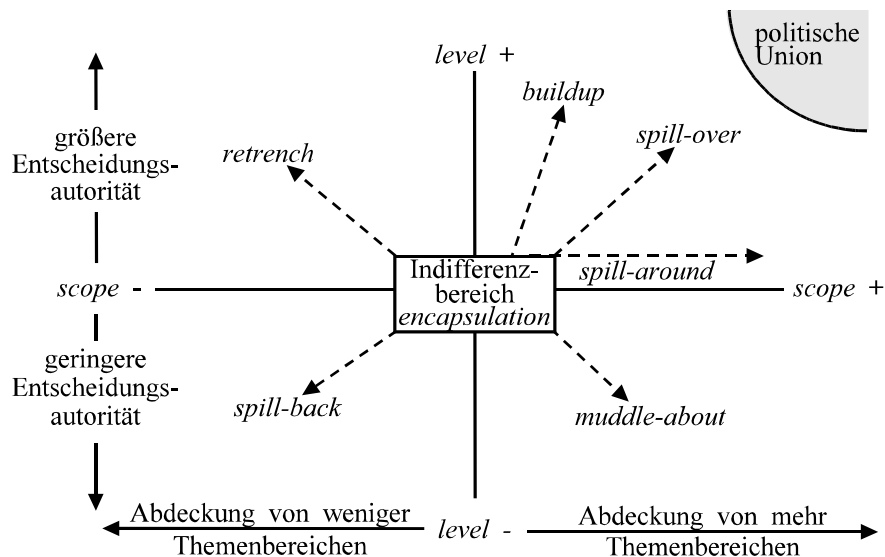 politische
Union
level +
buildup
spill-over
größere
Entscheidungs-
autorität
retrench
Indifferenz-
bereich
encapsulation
spill-around
scope -
scope +
geringere
Entscheidungs-
autorität
spill-back
muddle-about
Abdeckung von weniger
Themenbereichen
level -
Abdeckung von mehr
Themenbereichen